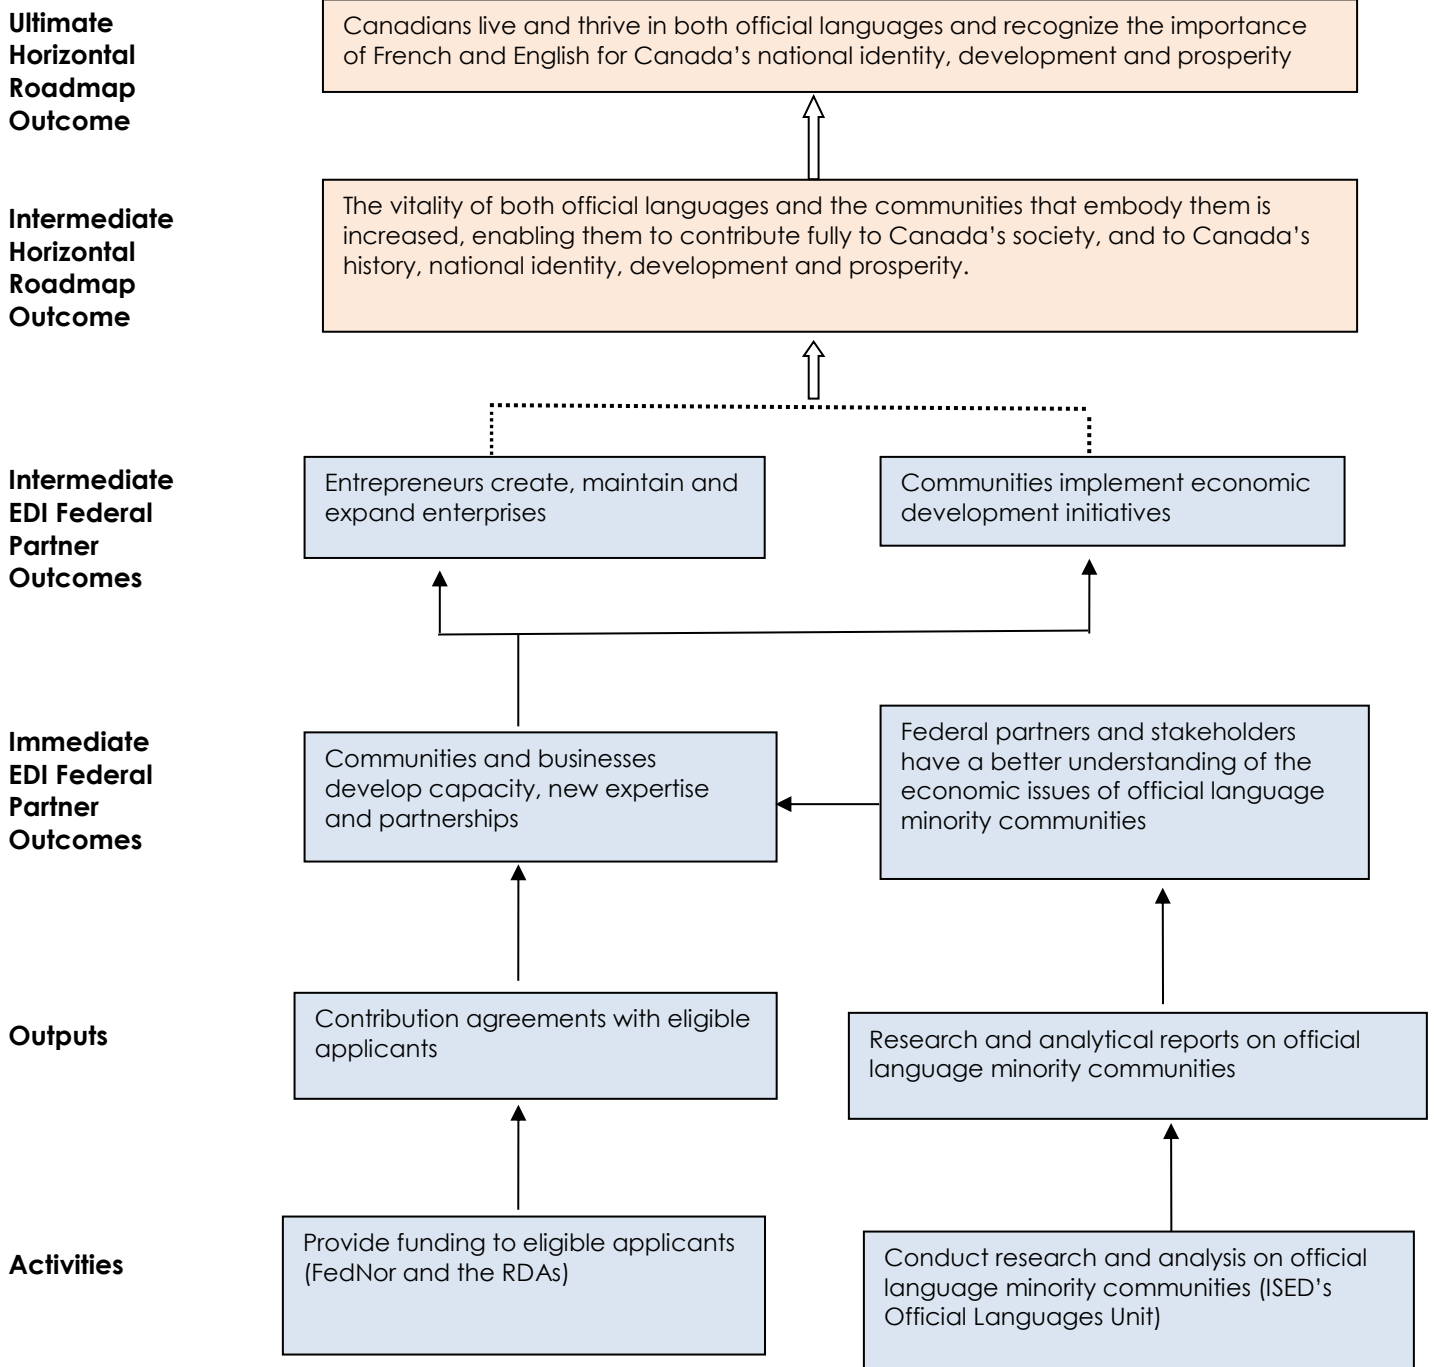 Ultimate
Horizontal
Roadmap
Outcome
Canadians live and thrive in both official languages and recognize the importance
of French and English for Canada’s national identity, development and prosperity
Intermediate
Horizontal
Roadmap
Outcome
The vitality of both official languages and the communities that embody them is
increased, enabling them to contribute fully to Canada’s society, and to Canada’s
history, national identity, development and prosperity.
Intermediate
EDI Federal
Partner
Outcomes
Entrepreneurs create, maintain and
expand enterprises
Communities implement economic
development initiatives
Immediate
EDI Federal
Partner
Outcomes
Communities and businesses
develop capacity, new expertise
and partnerships
Federal partners and stakeholders
have a better understanding of the
economic issues of official language
minority communities
Outputs
Contribution agreements with eligible
applicants
Research and analytical reports on official
language minority communities
Activities
Provide funding to eligible applicants
(FedNor and the RDAs)
Conduct research and analysis on official
language minority communities (ISED’s
Official Languages Unit)